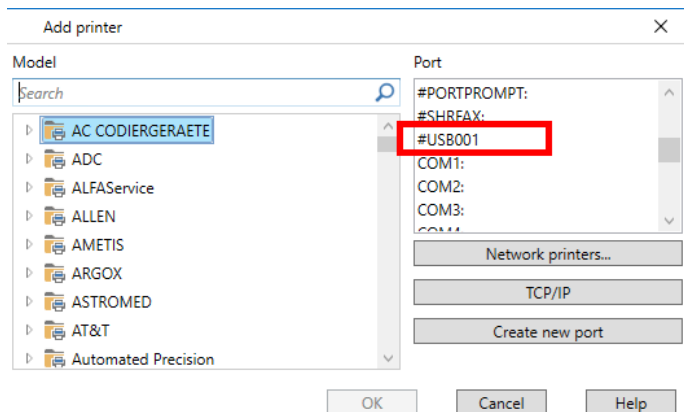 Add printer
Model
Search
AC CODIERGERAETE
ADC
ALFAService
ALLEN
AMETIS
ARGOX
ASTROMED
AT&T
Automated Precision
Port
#PORTPROMPT:
#SHRFAX:
#USB001
COM1:
COM2:
COM3:
COM4
Network printers...
TCP/IP
Create new port
OK
Cancel
Help